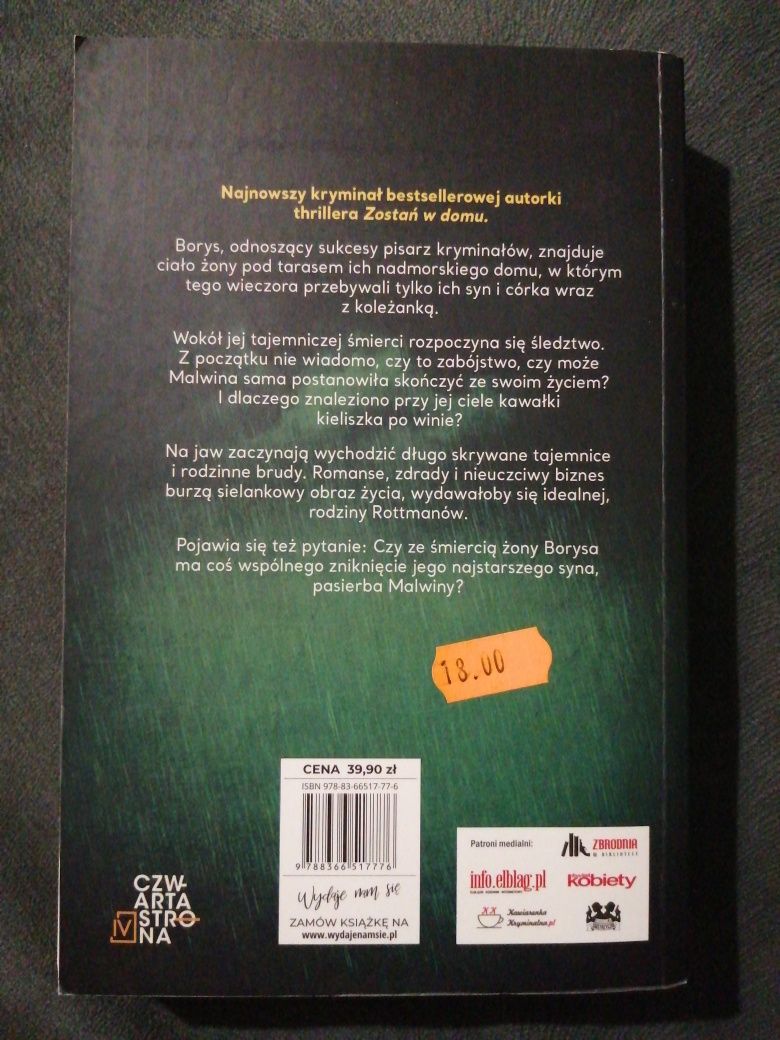 Najnowszy kryminał bestsellerowej autorki
thrillera Zostań w domu.
Borys, odnoszący sukcesy pisarz kryminałów, znajduje
ciało żony pod tarasem ich nadmorskiego domu, w którym
tego wieczora przebywali tylko ich syn i córka wraz
z koleżanką.
Wokół jej tajemniczej śmierci rozpoczyna się śledztwo.
Z początku nie wiadomo, czy to zabójstwo, czy może
Malwina sama postanowiła skończyć ze swoim życiem?
I dlaczego znaleziono przy jej ciele kawałki
kieliszka po winie?
Na jaw zaczynają wychodzić długo skrywane tajemnice
i rodzinne brudy. Romanse, zdrady i nieuczciwy biznes
burzą sielankowy obraz życia, wydawałoby się idealnej,
rodziny Rottmanów.
Pojawia się też pytanie: Czy ze śmiercią żony Borysa
ma coś wspólnego zniknięcie jego najstarszego syna,
pasierba Malwiny?
18.00
CENA 39,90 zł
ISBN 978-83-66517-77-6
9 788366 517776
Wydaje nam się
ZAMÓW KSIĄŻKĘ NA
www.wydajenamsie.pl
CZW
ARTA
STRO
IV NA
Patroni medialni:
ZBRODNIA
W BIBLIOTECE
info.elblag.pl
Kobiety
XX
Kawiarenka
Kryminalna.pl